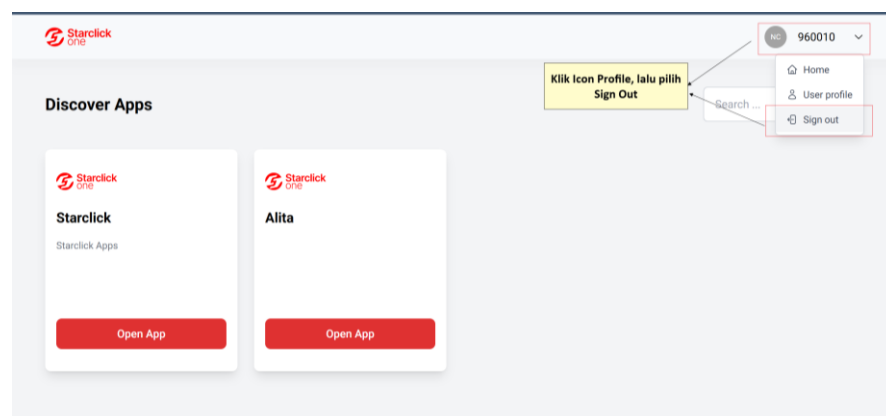 Starclick
one
NC 960010
Home
User profile
Sign out
Klik Icon Profile, lalu pilih
Sign Out
Discover Apps
Search ...
Starclick
one
Starclick
Starclick Apps
Open App
Starclick
one
Alita
Open App